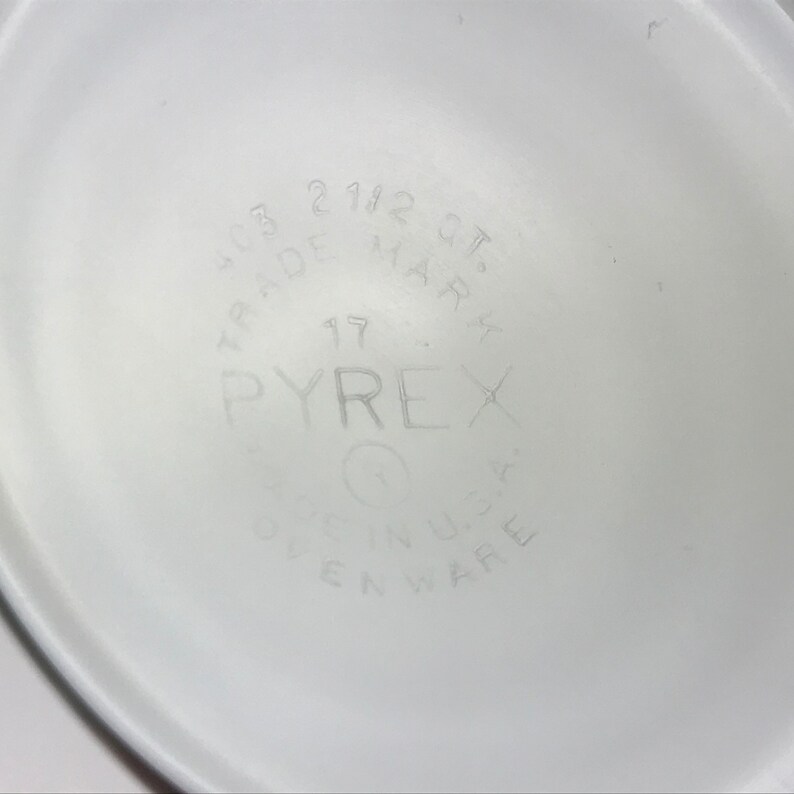 403 2 1/2 QT.
TRADE MARK
17
PYREX
MADE IN U.S.A.
OVENWARE